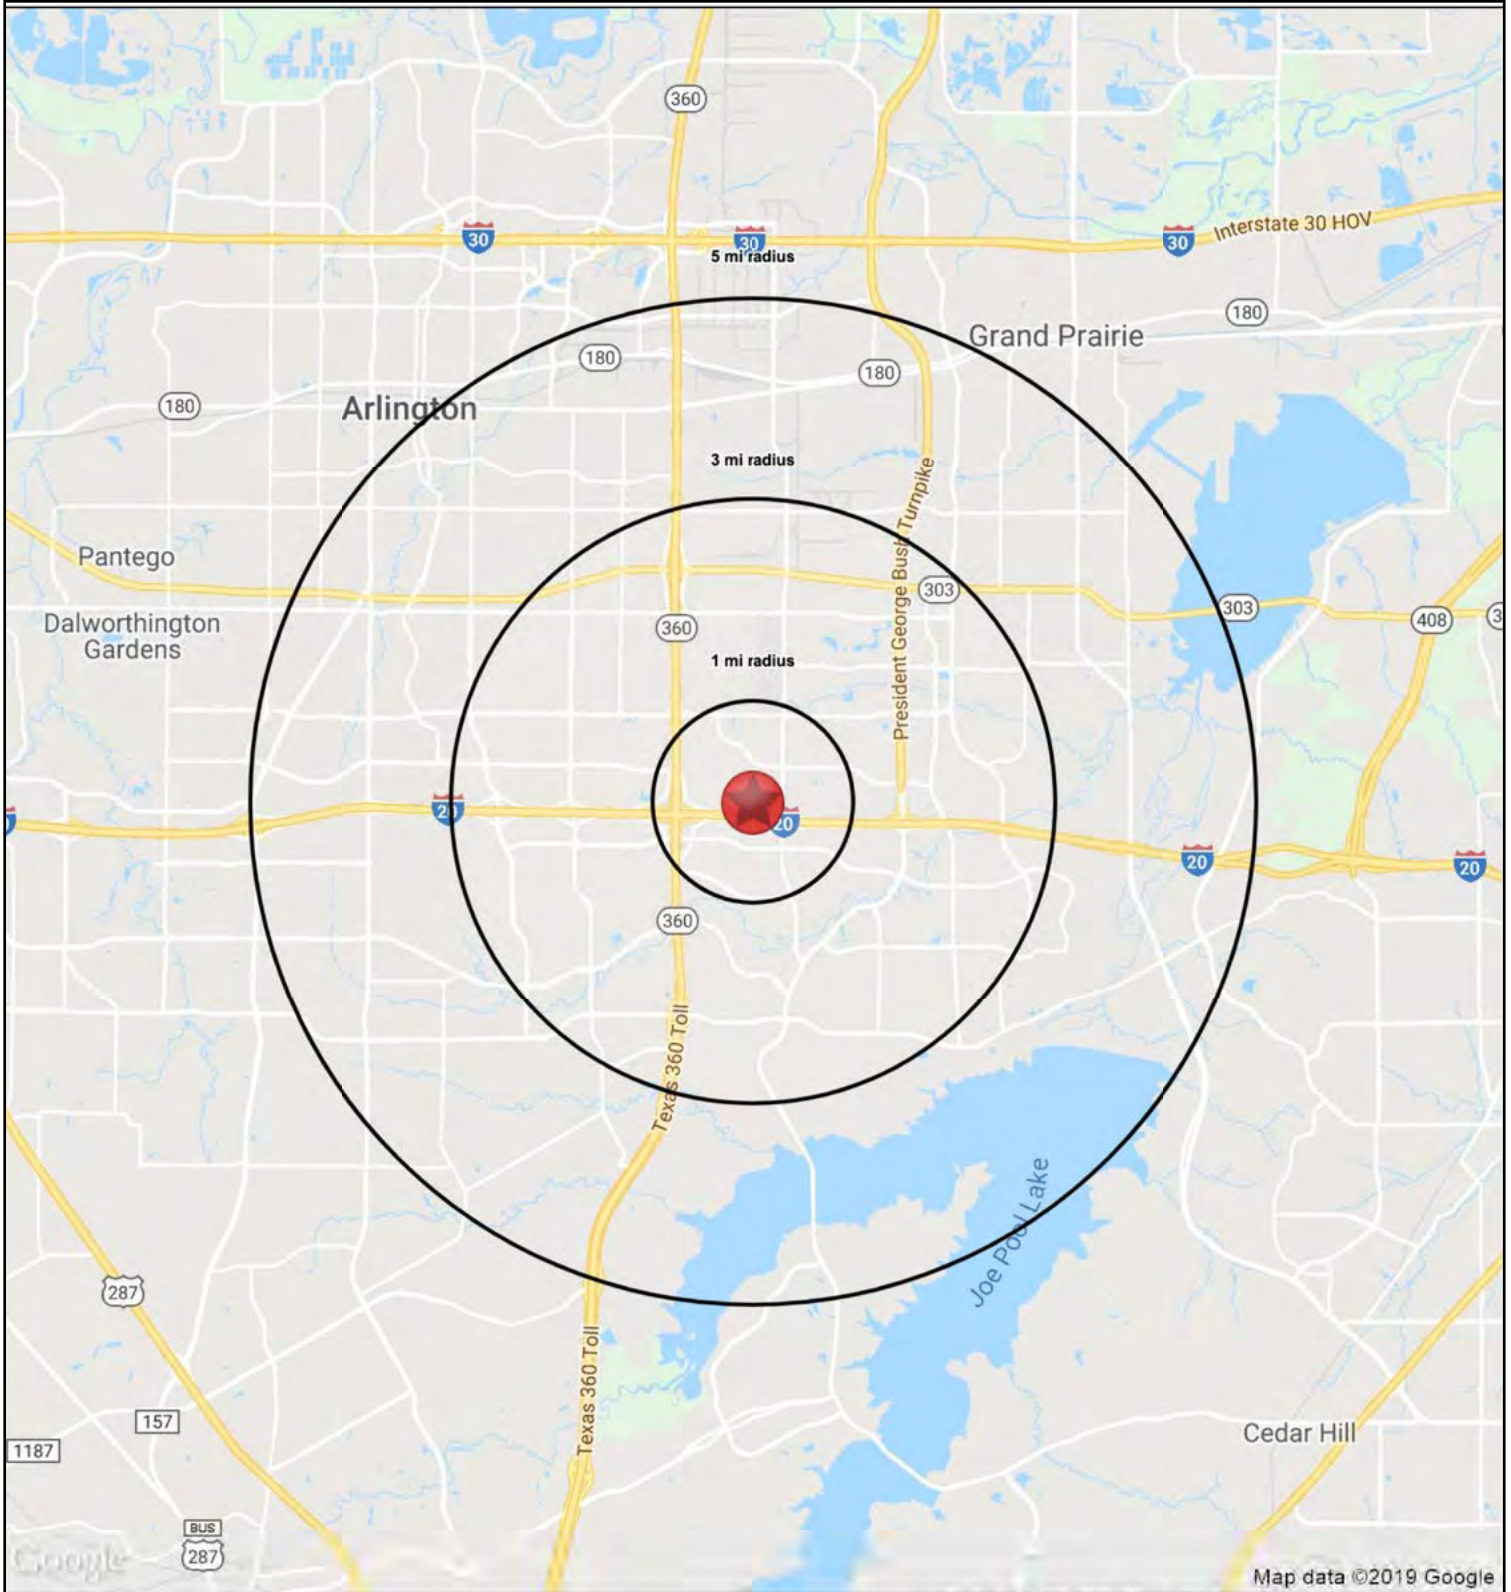 360
30
30
30
Interstate 30 HOV
5 mi radius
180
Grand Prairie
180
180
180
Arlington
3 mi radius
President George Bush Turnpike
Pantego
303
303
408
3
Dalworthington
Gardens
360
1 mi radius
20
20
20
20
360
Texas 360 Toll
Joe Pool Lake
287
Texas 360 Toll
157
1187
Cedar Hill
BUS
287
Google
Map data ©2019 Google